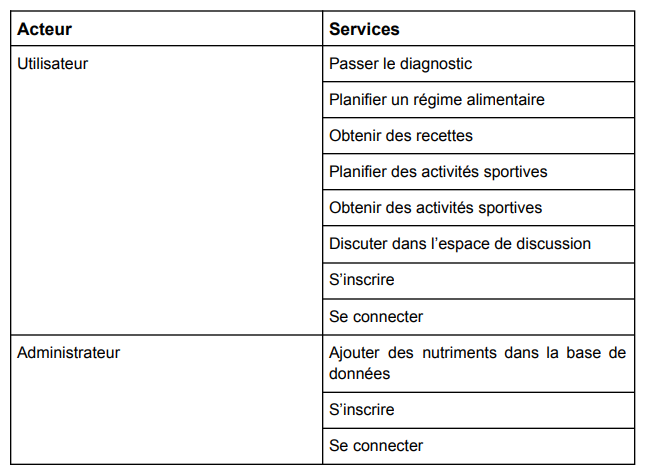 Acteur Services
Utilisateur Passer le diagnostic
Planifier un régime alimentaire
Obtenir des recettes
Planifier des activités sportives
Obtenir des activités sportives
Discuter dans l’espace de discussion
S’inscrire
Se connecter
Administrateur Ajouter des nutriments dans la base de
données
S’inscrire
Se connecter